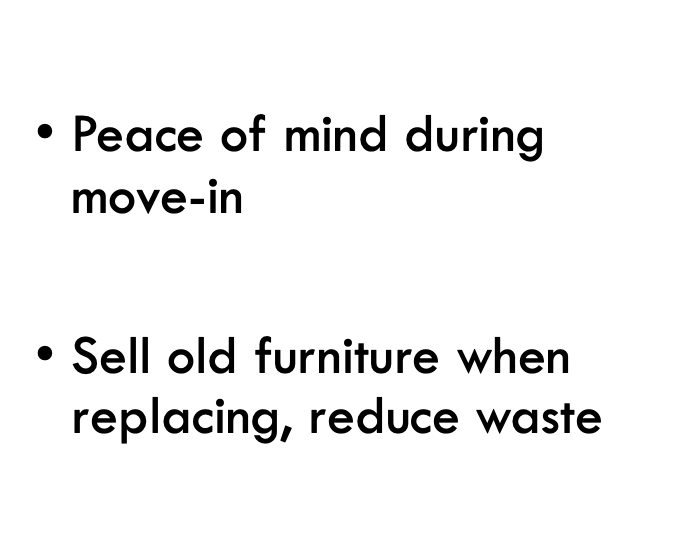 • Peace of mind during
move-in
• Sell old furniture when
replacing, reduce waste